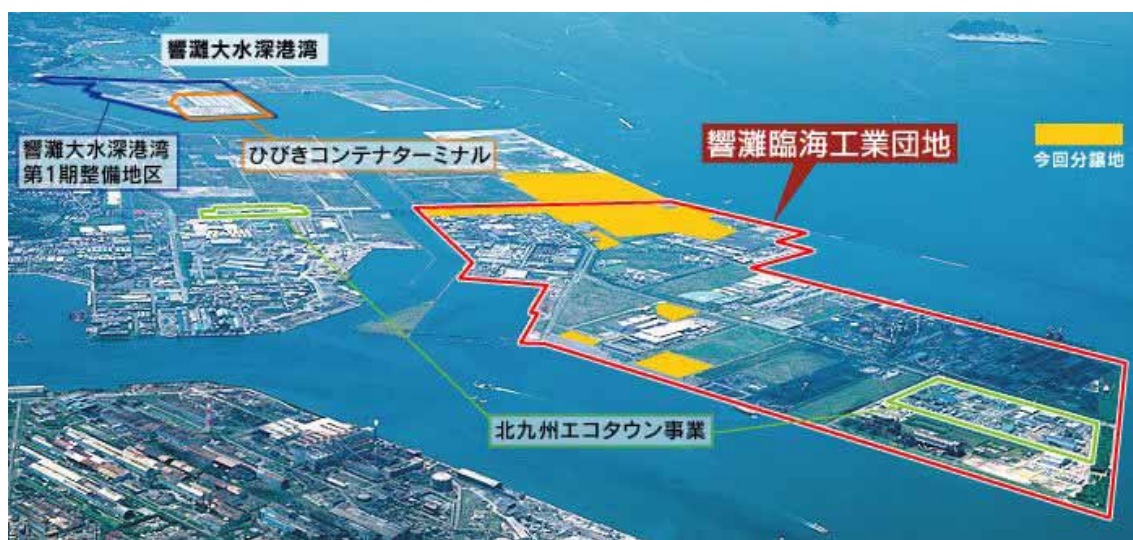 響灘大水深港湾
響灘大水深港湾
第1期整備地区
ひびきコンテナターミナル
響灘臨海工業団地
今回分譲地
北九州エコタウン事業